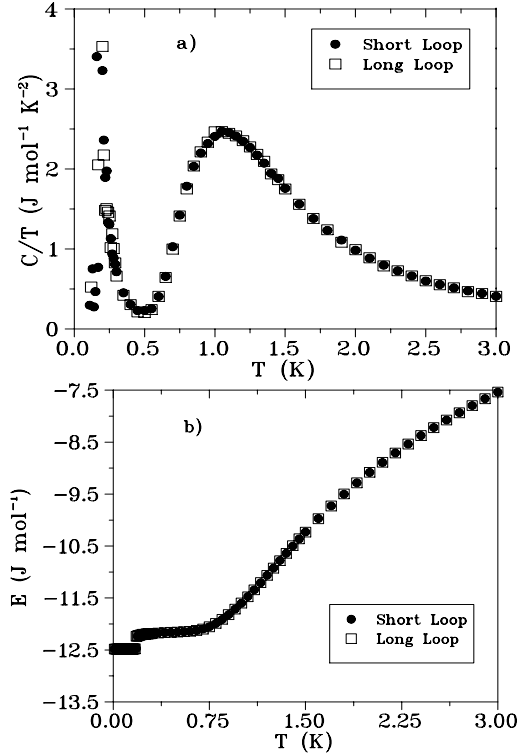 4
a)
Short Loop
Long Loop
3
2
1
0
C/T (J mol⁻¹ K⁻²)
0.0 0.5 1.0 1.5 2.0 2.5 3.0
T (K)
−7.5
b)
−8.5
−9.5
−10.5
−11.5
−12.5
−13.5
E (J mol⁻¹)
Short Loop
Long Loop
0.00 0.75 1.50 2.25 3.00
T (K)